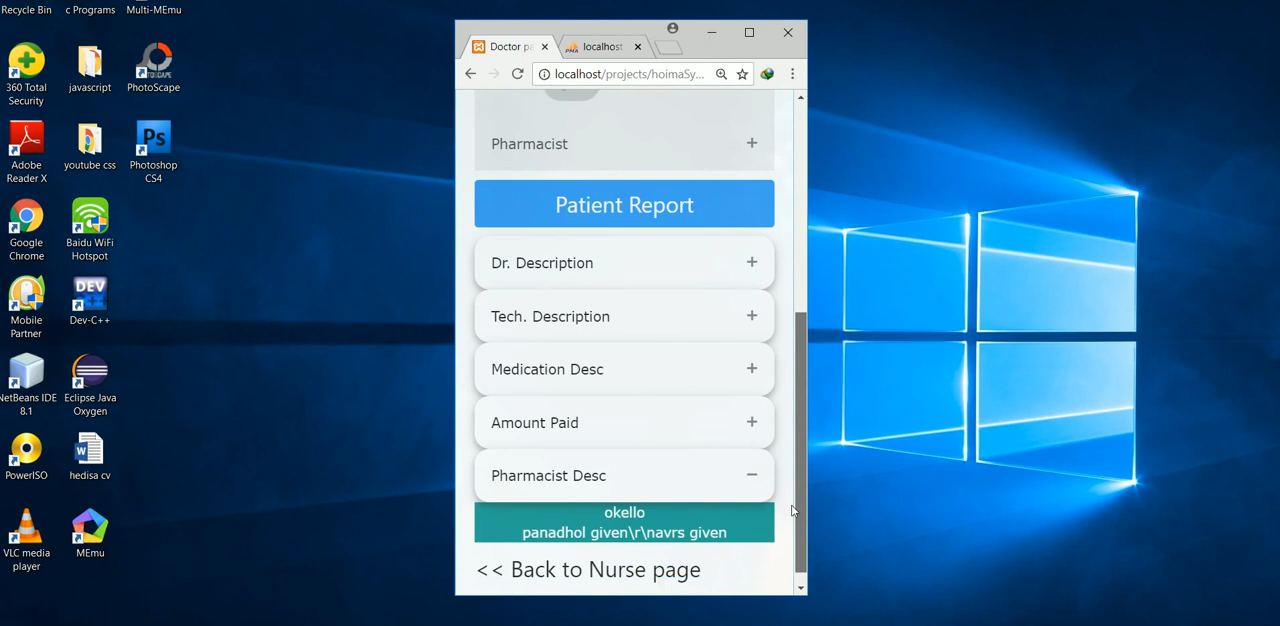 Recycle Bin
c Programs
Multi-MEmu
360 Total
Security
javascript
PhotoScape
Adobe
Reader X
youtube css
Ps
Photoshop
CS4
Google
Chrome
Baidu WiFi
Hotspot
Mobile
Partner
DEV
Dev-C++
NetBeans IDE
8.1
Eclipse Java
Oxygen
PowerISO
hedisa cv
VLC media
player
MEmu
Doctor pa
localhost
localhost/projects/hoimaSy...
Pharmacist +
Patient Report
Dr. Description +
Tech. Description +
Medication Desc +
Amount Paid +
Pharmacist Desc −
okello
panadhol given\r\navrs given
<< Back to Nurse page